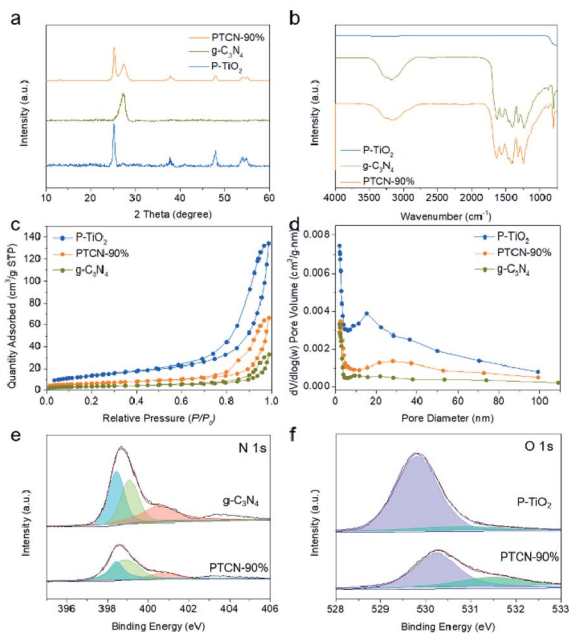 a
PTCN-90%
g-C₃N₄
P-TiO₂
Intensity (a.u.)
10 20 30 40 50 60
2 Theta (degree)
b
P-TiO₂
g-C₃N₄
PTCN-90%
Intensity (a.u.)
4000 3500 3000 2500 2000 1500 1000
Wavenumber (cm⁻¹)
c
P-TiO₂
PTCN-90%
g-C₃N₄
Quantity Adsorbed (cm³/g STP)
140
120
100
80
60
40
20
0
0.0 0.2 0.4 0.6 0.8 1.0
Relative Pressure (P/P₀)
d
P-TiO₂
PTCN-90%
g-C₃N₄
dV/dlog(w) Pore Volume (cm³/g·nm)
0.008
0.006
0.004
0.002
0.000
0 20 40 60 80 100
Pore Diameter (nm)
e
N 1s
g-C₃N₄
PTCN-90%
Intensity (a.u.)
396 398 400 402 404 406
Binding Energy (eV)
f
O 1s
P-TiO₂
PTCN-90%
Intensity (a.u.)
528 529 530 531 532 533
Binding Energy (eV)